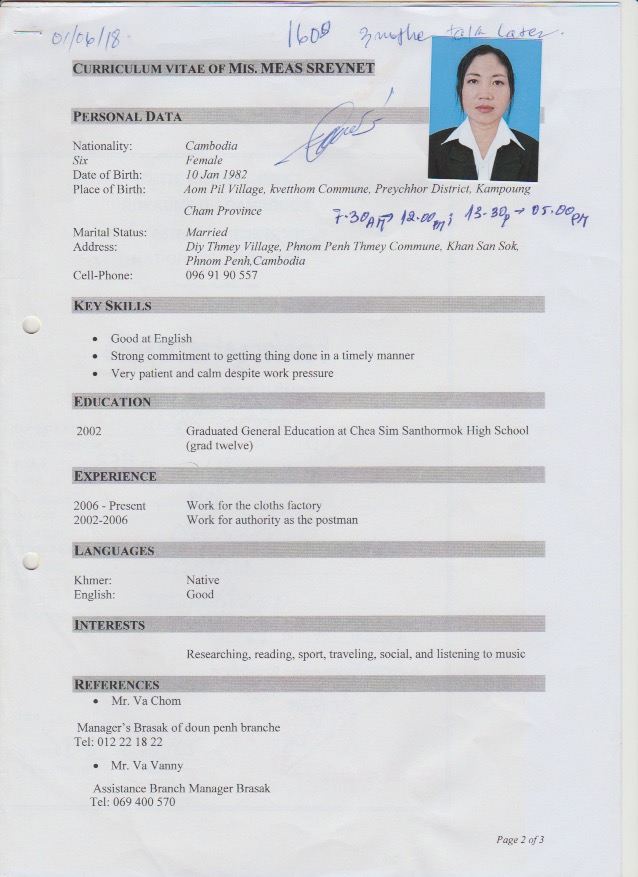 01/06/18
1600 3 mothe talk later.
CURRICULUM VITAE OF MIS. MEAS SREYNET
PERSONAL DATA
Nationality: Cambodia
Six Female
Date of Birth: 10 Jan 1982
Place of Birth: Aom Pil Village, kvetthom Commune, Preychhor District, Kampoung
Cham Province
7.30AM → 12.00m; 13.30p → 05.00PM
Marital Status: Married
Address: Diy Thmey Village, Phnom Penh Thmey Commune, Khan San Sok,
Phnom Penh,Cambodia
Cell-Phone: 096 91 90 557
KEY SKILLS
• Good at English
• Strong commitment to getting thing done in a timely manner
• Very patient and calm despite work pressure
EDUCATION
2002 Graduated General Education at Chea Sim Santhormok High School
(grad twelve)
EXPERIENCE
2006 - Present Work for the cloths factory
2002-2006 Work for authority as the postman
LANGUAGES
Khmer: Native
English: Good
INTERESTS
Researching, reading, sport, traveling, social, and listening to music
REFERENCES
• Mr. Va Chom
Manager's Brasak of doun penh branche
Tel: 012 22 18 22
• Mr. Va Vanny
Assistance Branch Manager Brasak
Tel: 069 400 570
Page 2 of 3